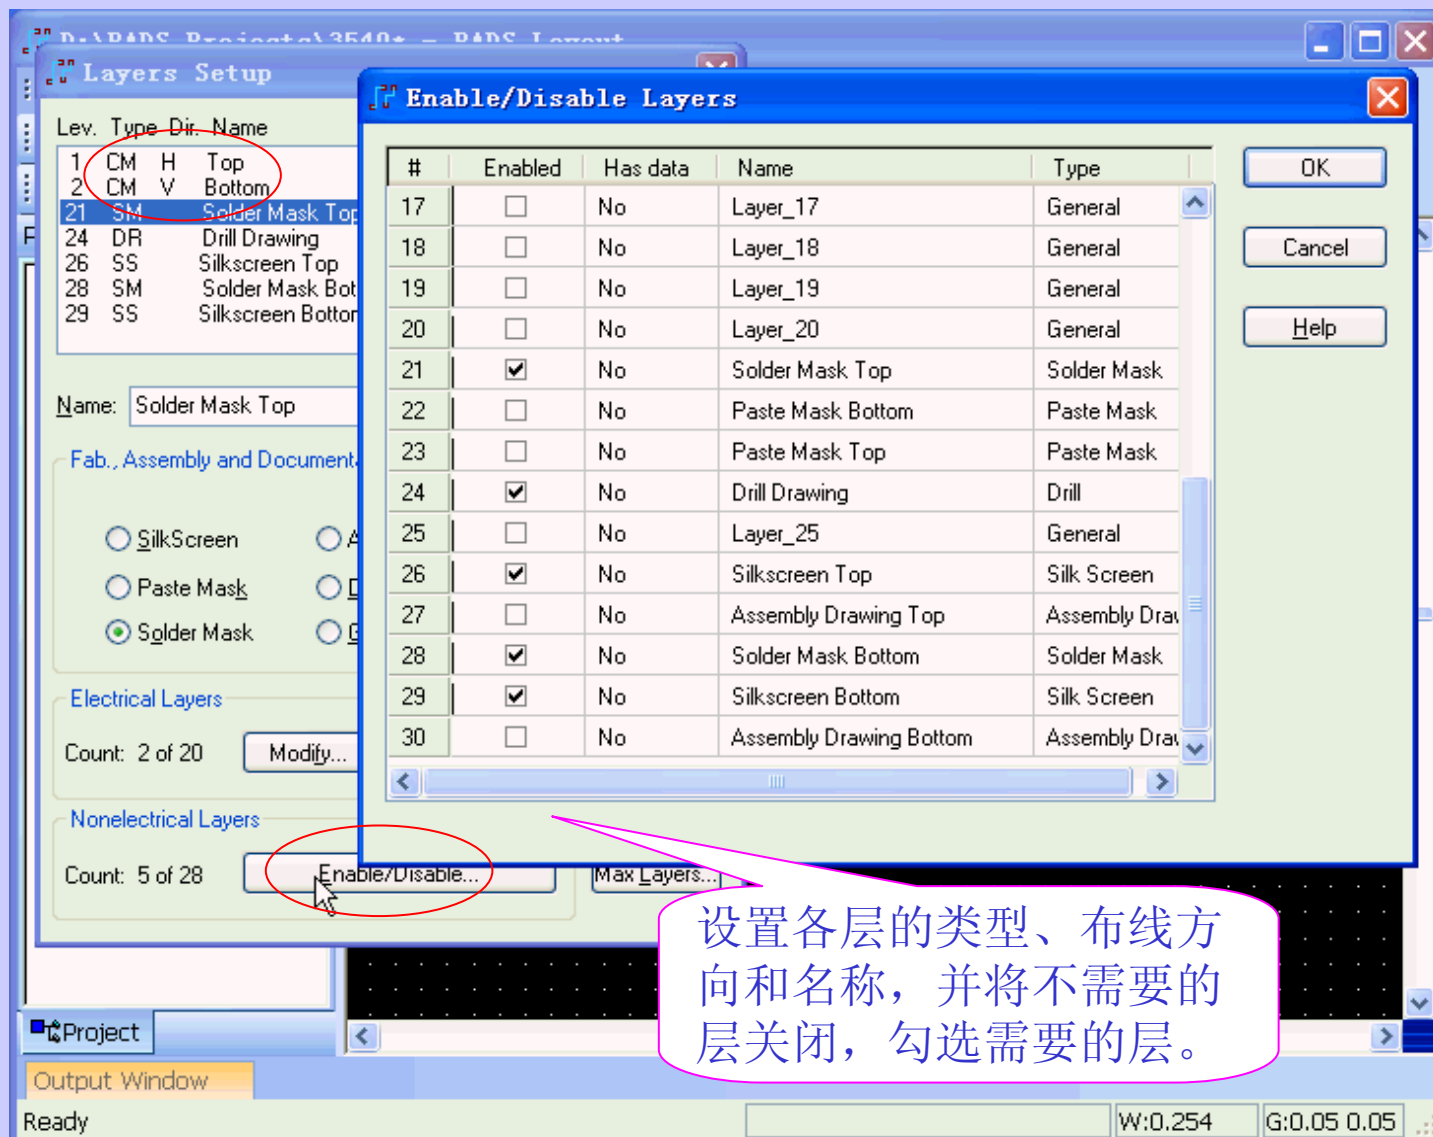 D:\PADS Projects\3540* - PADS Layout
Layers Setup
Lev. Type Dir. Name
1 CM H Top
2 CM V Bottom
21 SM Solder Mask Top
24 DR Drill Drawing
26 SS Silkscreen Top
28 SM Solder Mask Bot
29 SS Silkscreen Bottor
Name: Solder Mask Top
Fab., Assembly and Document
SilkScreen A
Paste Mask D
Solder Mask G
Electrical Layers
Count: 2 of 20 Modify...
Nonelectrical Layers
Count: 5 of 28 Enable/Disable... Max Layers...
Enable/Disable Layers
# Enabled Has data Name Type
17 No Layer_17 General
18 No Layer_18 General
19 No Layer_19 General
20 No Layer_20 General
21 No Solder Mask Top Solder Mask
22 No Paste Mask Bottom Paste Mask
23 No Paste Mask Top Paste Mask
24 No Drill Drawing Drill
25 No Layer_25 General
26 No Silkscreen Top Silk Screen
27 No Assembly Drawing Top Assembly Drav
28 No Solder Mask Bottom Solder Mask
29 No Silkscreen Bottom Silk Screen
30 No Assembly Drawing Bottom Assembly Drav
OK
Cancel
Help
设置各层的类型、布线方
向和名称，并将不需要的
层关闭，勾选需要的层。
Project
Output Window
Ready W:0.254 G:0.05 0.05